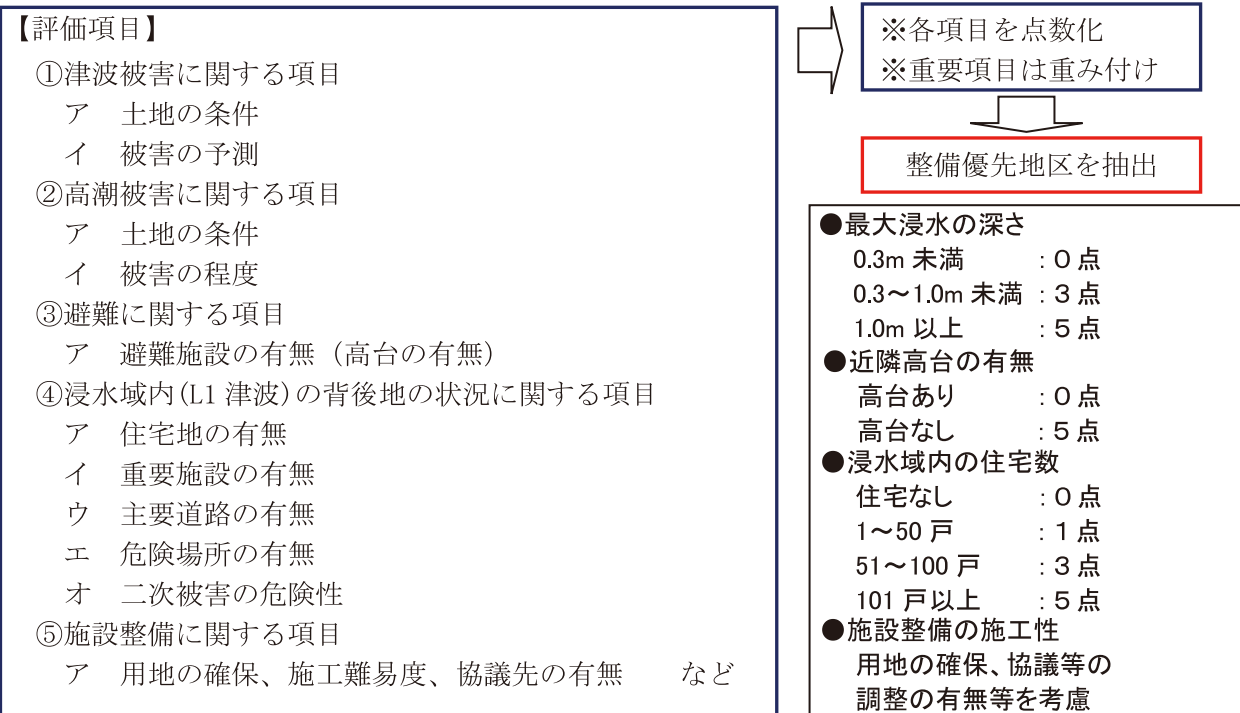 【評価項目】
①津波被害に関する項目
ア 土地の条件
イ 被害の予測
②高潮被害に関する項目
ア 土地の条件
イ 被害の程度
③避難に関する項目
ア 避難施設の有無（高台の有無）
④浸水域内(L1 津波)の背後地の状況に関する項目
ア 住宅地の有無
イ 重要施設の有無
ウ 主要道路の有無
エ 危険場所の有無
オ 二次被害の危険性
⑤施設整備に関する項目
ア 用地の確保、施工難易度、協議先の有無 など
※各項目を点数化
※重要項目は重み付け
整備優先地区を抽出
●最大浸水の深さ
0.3m 未満 : ０点
0.3～1.0m 未満 : ３点
1.0m 以上 : ５点
●近隣高台の有無
高台あり : ０点
高台なし : ５点
●浸水域内の住宅数
住宅なし : ０点
1～50 戸 : １点
51～100 戸 : ３点
101 戸以上 : ５点
●施設整備の施工性
用地の確保、協議等の
調整の有無等を考慮